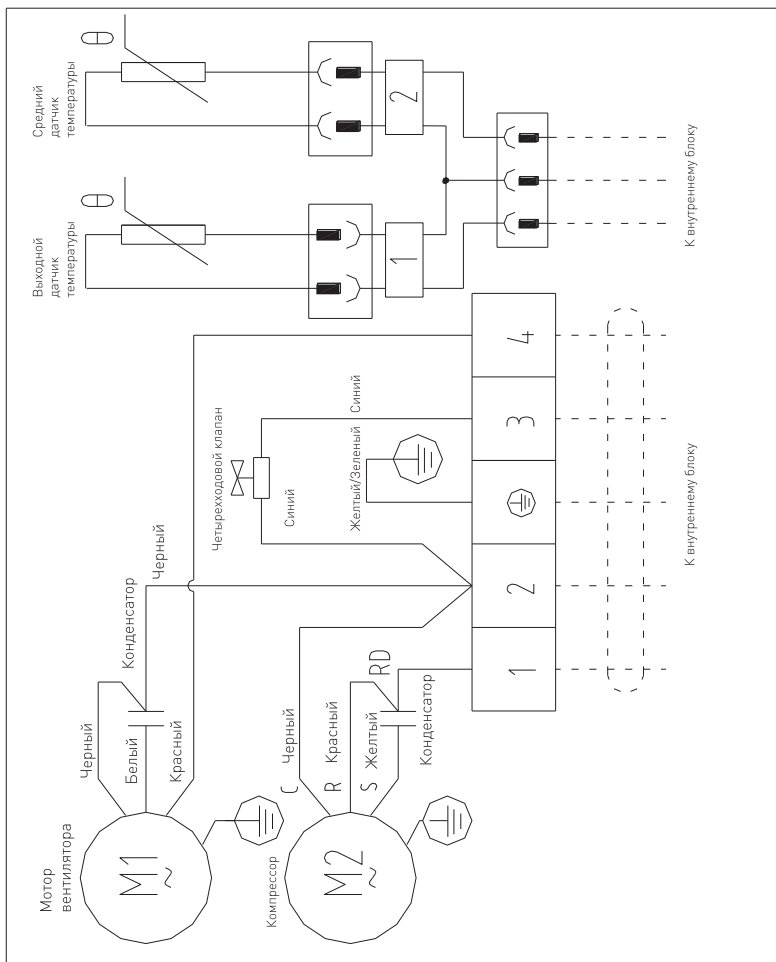 Средний
датчик
температуры
θ
2
К внутреннему блоку
Выходной
датчик
температуры
θ
1
Четырехходовой клапан
Синий
Синий
Желтый/Зеленый
4
3
2
1
К внутреннему блоку
Мотор
вентилятора
M1
~
Черный
Белый
Красный
Конденсатор
Черный
Компрессор
M2
~
C
Черный
R
Красный
S
Желтый
RD
Конденсатор